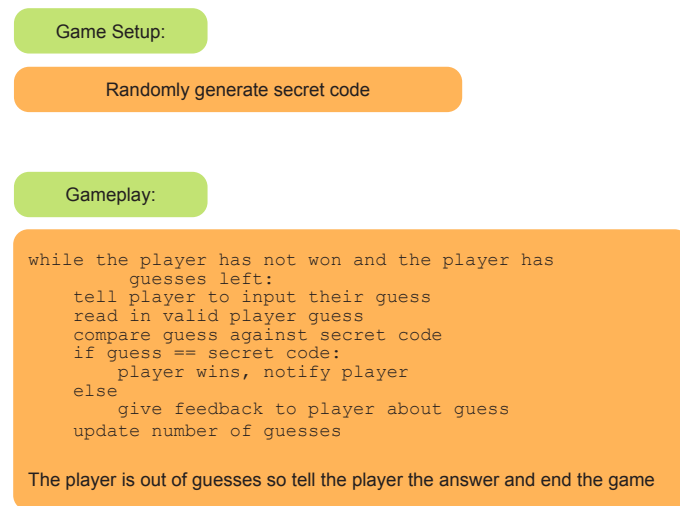 Game Setup:
Randomly generate secret code
Gameplay:
while the player has not won and the player has
guesses left:
tell player to input their guess
read in valid player guess
compare guess against secret code
if guess == secret code:
player wins, notify player
else
give feedback to player about guess
update number of guesses
The player is out of guesses so tell the player the answer and end the game